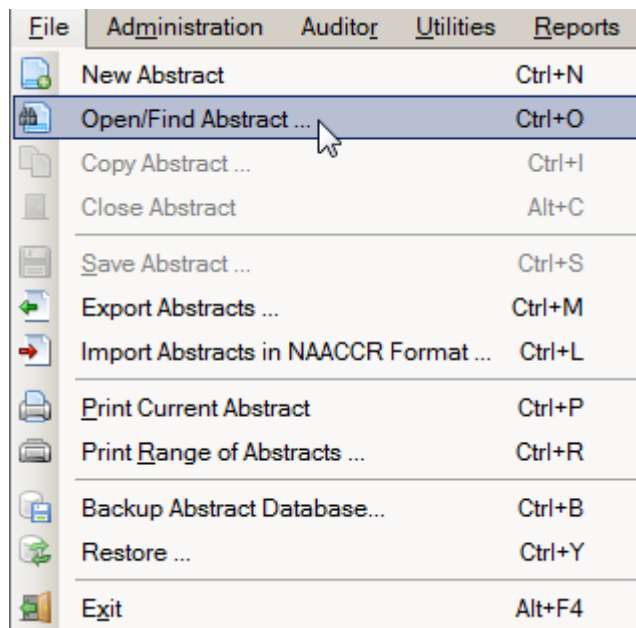 File Administration Auditor Utilities Reports
New Abstract Ctrl+N
Open/Find Abstract ... Ctrl+O
Copy Abstract ... Ctrl+I
Close Abstract Alt+C
Save Abstract ... Ctrl+S
Export Abstracts ... Ctrl+M
Import Abstracts in NAACCR Format ... Ctrl+L
Print Current Abstract Ctrl+P
Print Range of Abstracts ... Ctrl+R
Backup Abstract Database... Ctrl+B
Restore ... Ctrl+Y
Exit Alt+F4